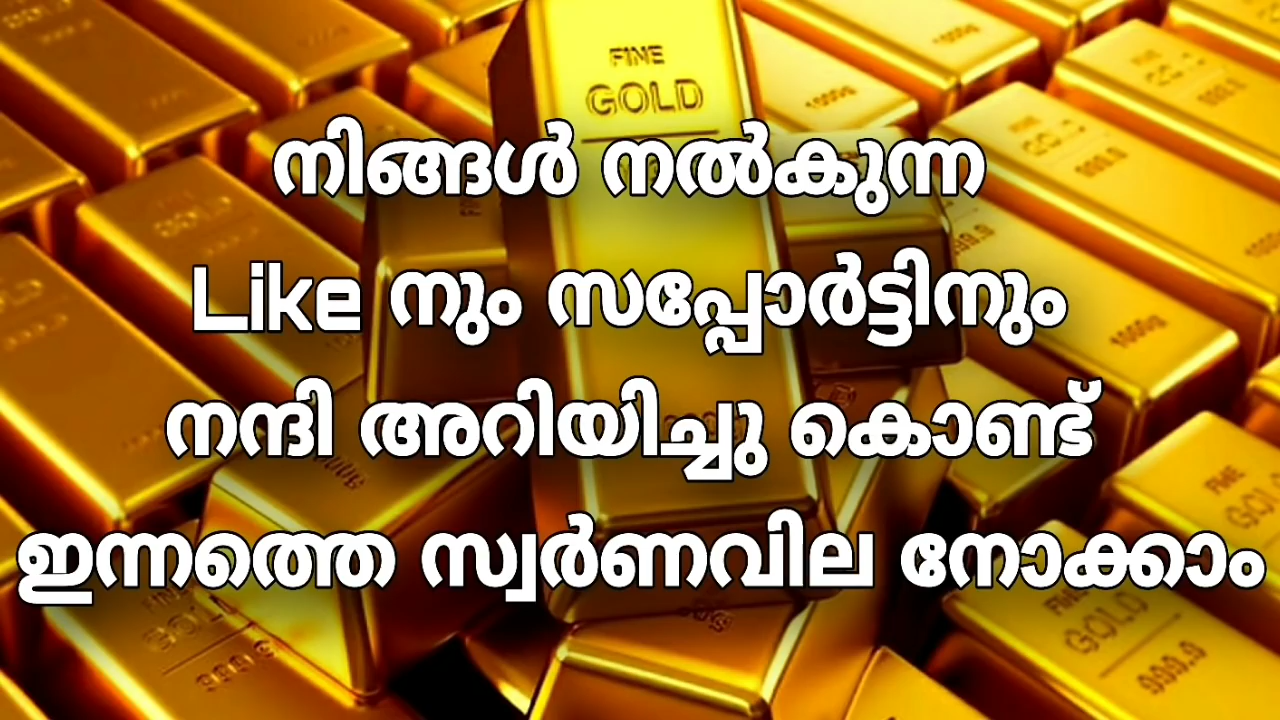 FINE
GOLD
നിങ്ങൾ നൽകുന്ന
Like നും സപ്പോർട്ടിനും
നന്ദി അറിയിച്ചു കൊണ്ട്
ഇന്നത്തെ സ്വർണവില നോക്കാം